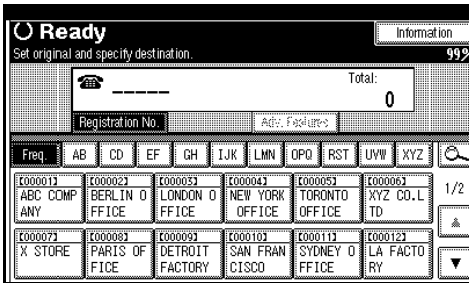 Ready
Information
Set original and specify destination.
99%
Total:
0
Registration No.
Adv. Features
Freq. AB CD EF GH IJK LMN OPQ RST UVW XYZ
[00001] [00002] [00003] [00004] [00005] [00006]
ABC COMP BERLIN O LONDON O NEW YORK TORONTO XYZ CO.L
ANY FFICE FFICE OFFICE OFFICE TD
1/2
[00007] [00008] [00009] [00010] [00011] [00012]
X STORE PARIS OF DETROIT SAN FRAN SYDNEY O LA FACTO
FICE FACTORY CISCO FFICE RY